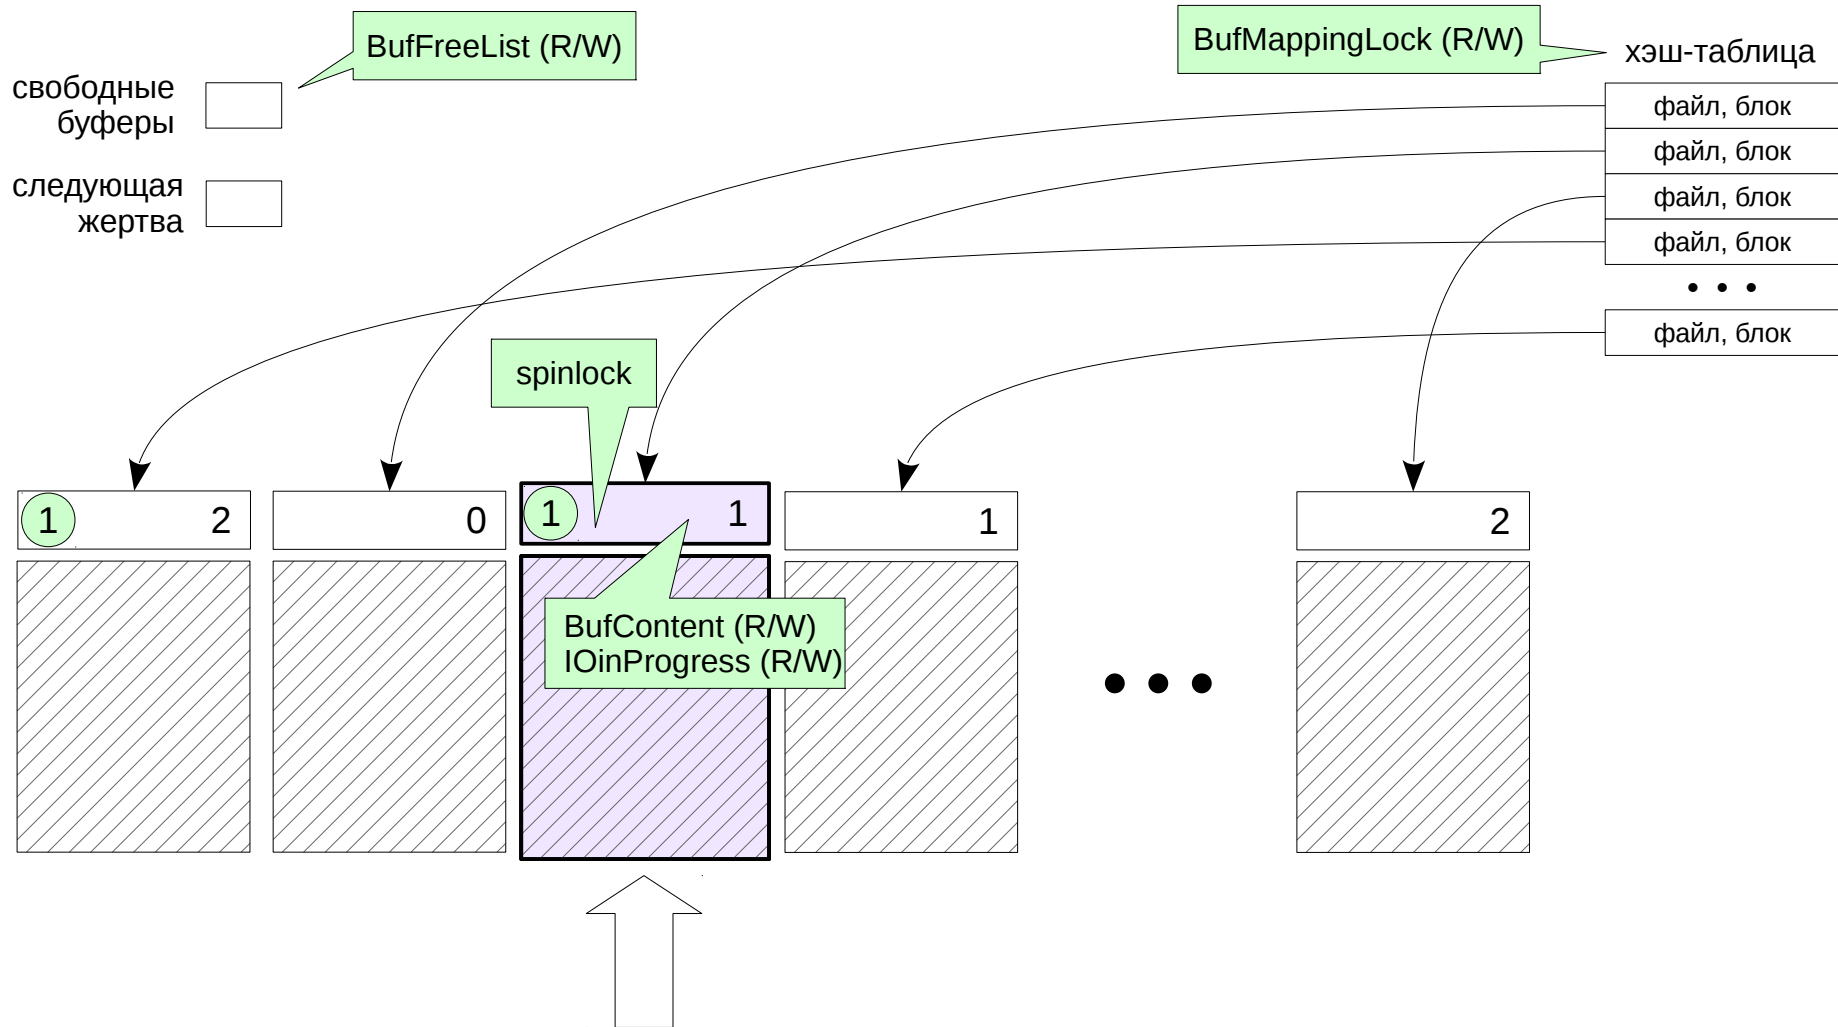 BufFreeList (R/W)
BufMappingLock (R/W)
хэш-таблица
свободные
буферы
файл, блок
файл, блок
следующая
жертва
файл, блок
файл, блок
• • •
файл, блок
spinlock
1 2
0
1 1
1
2
BufContent (R/W)
IOinProgress (R/W)
• • •